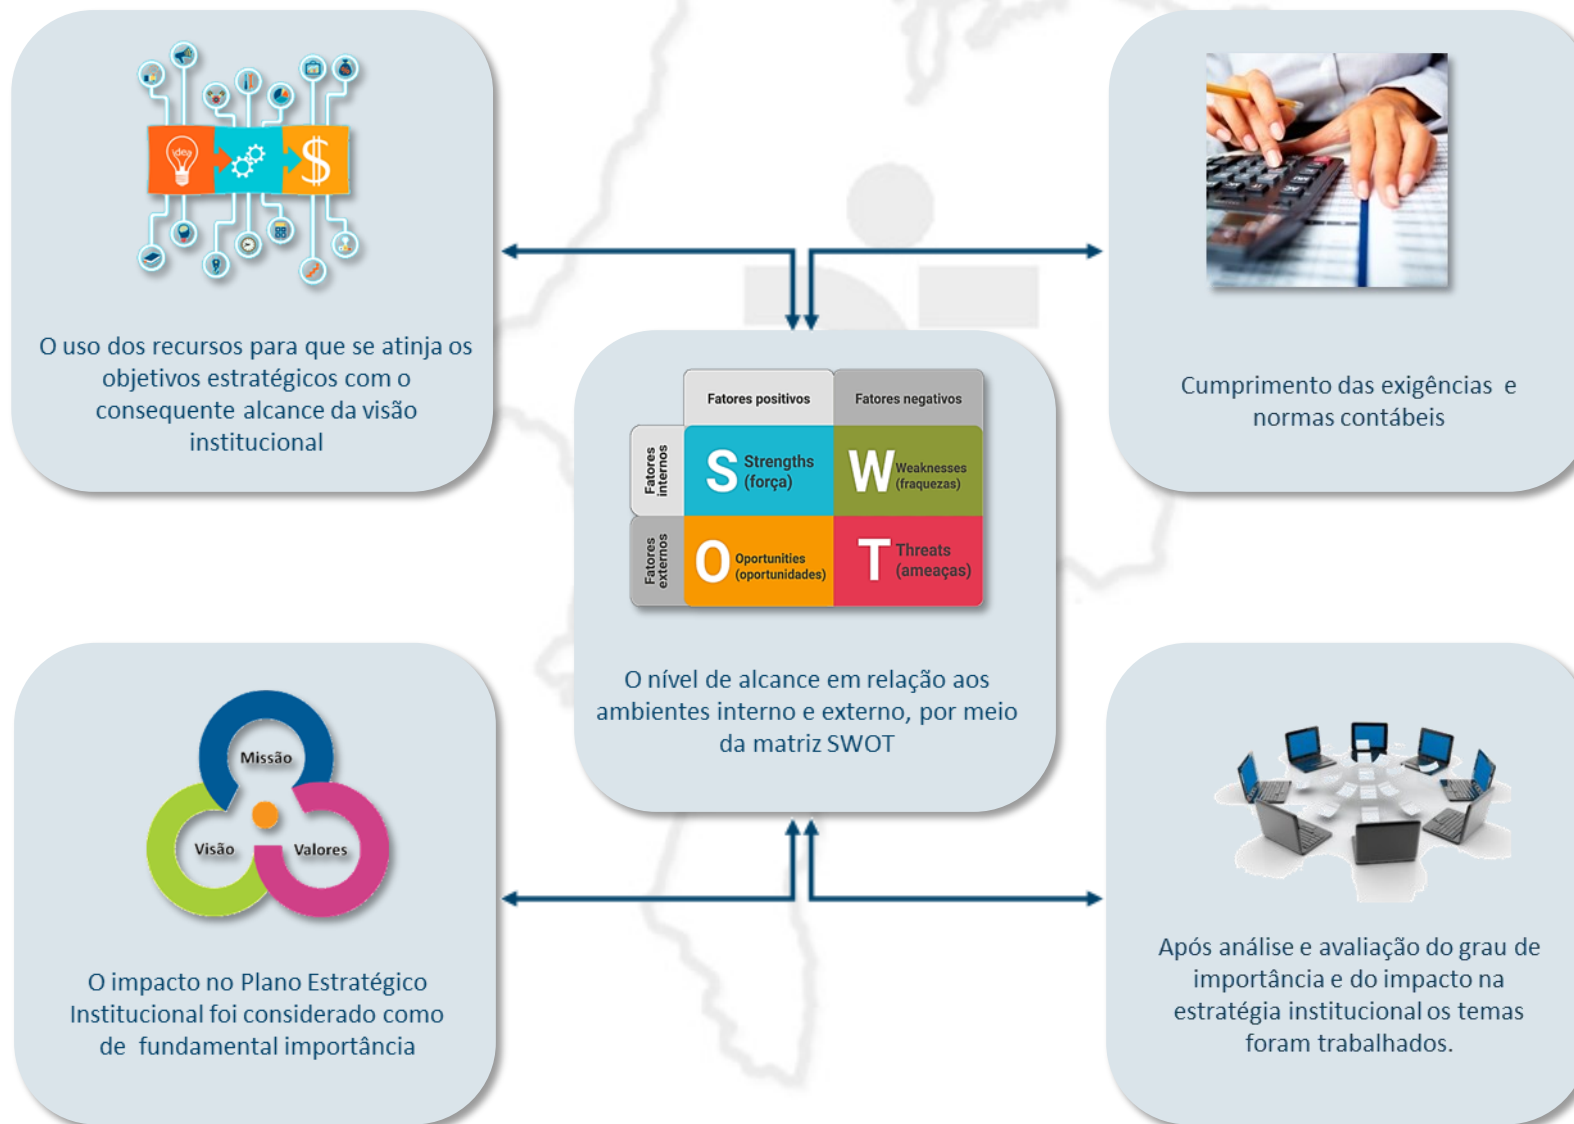 idea
$
O uso dos recursos para que se atinja os
objetivos estratégicos com o
consequente alcance da visão
institucional
Cumprimento das exigências e
normas contábeis
Fatores positivos
Fatores negativos
Fatores
internos
S Strengths
(força)
W Weaknesses
(fraquezas)
Fatores
externos
O Oportunities
(oportunidades)
T Threats
(ameaças)
O nível de alcance em relação aos
ambientes interno e externo, por meio
da matriz SWOT
Missão
Visão
Valores
O impacto no Plano Estratégico
Institucional foi considerado como
de fundamental importância
Após análise e avaliação do grau de
importância e do impacto na
estratégia institucional os temas
foram trabalhados.